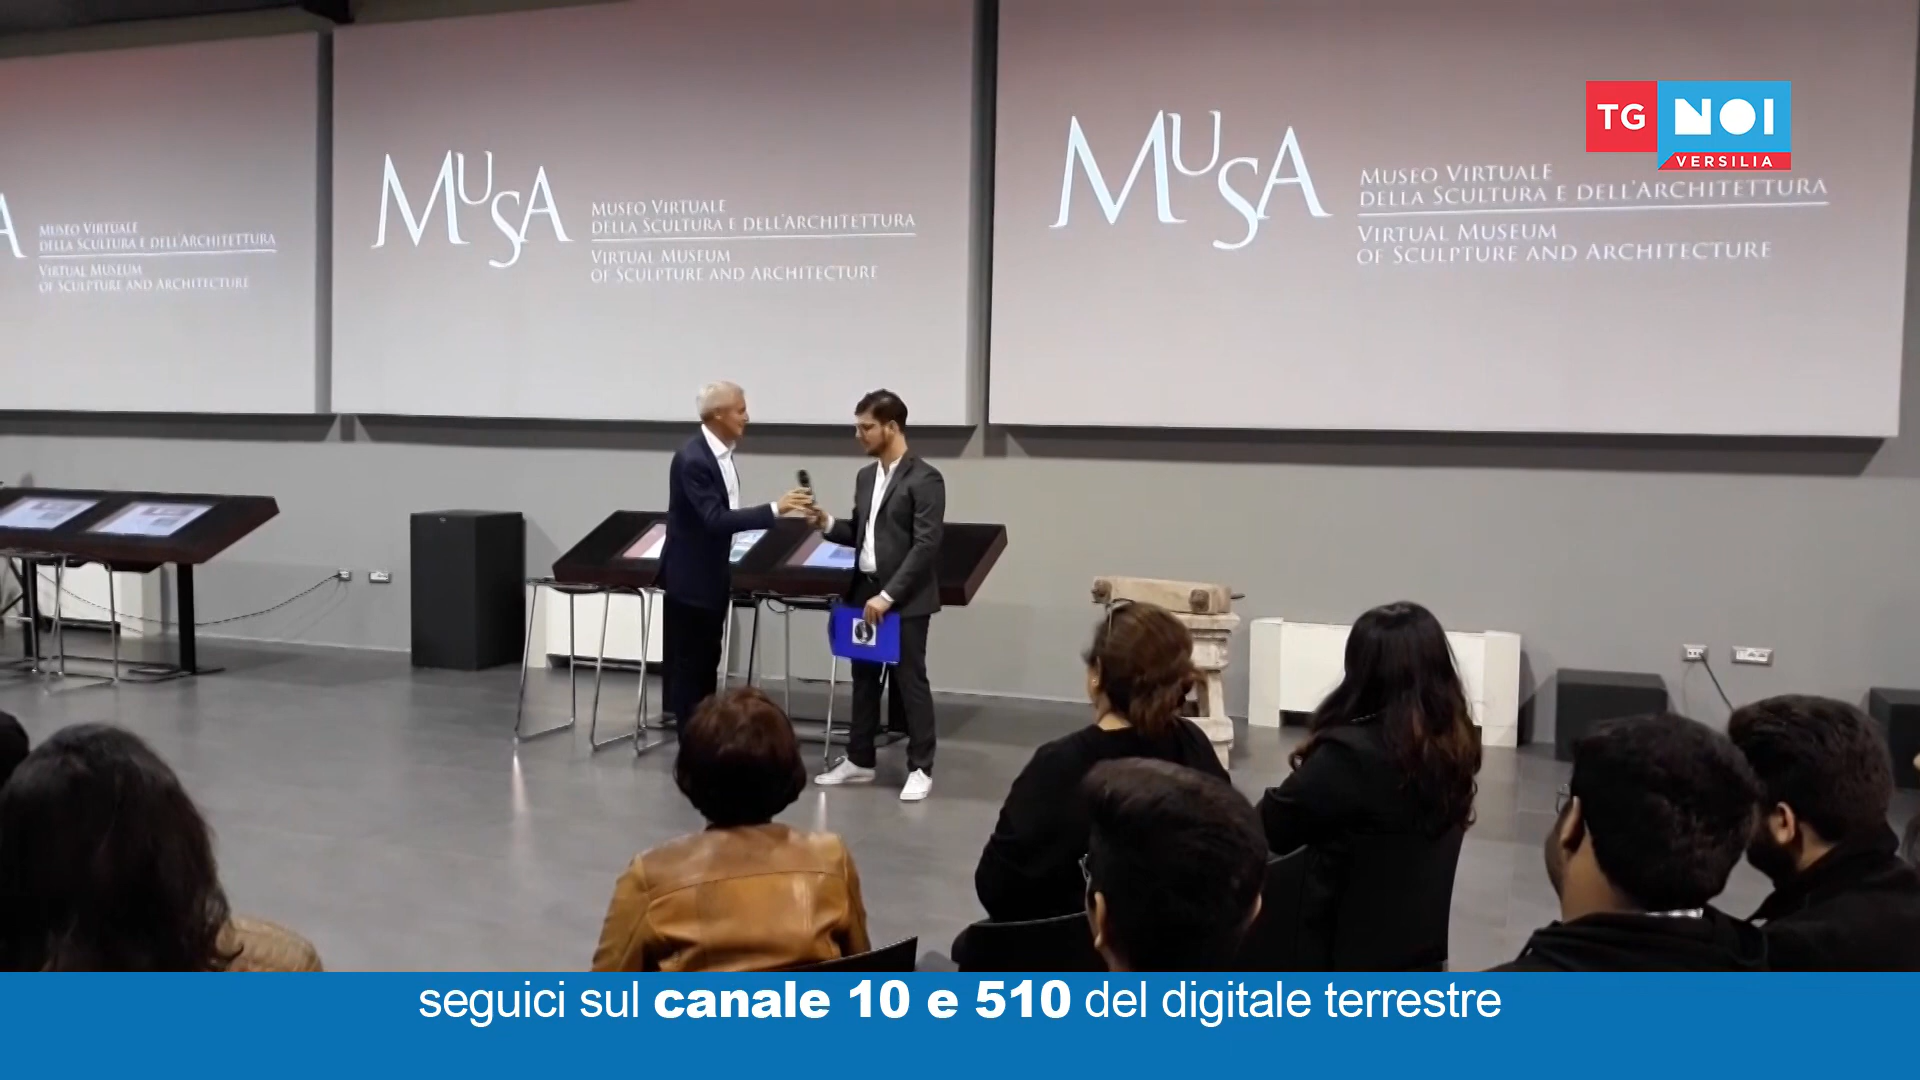 TG NOI
VERSILIA
A
MUSEO VIRTUALE
DELLA SCULTURA E DELL'ARCHITETTURA
VIRTUAL MUSEUM
OF SCULPTURE AND ARCHITECTURE
MUSA
MUSEO VIRTUALE
DELLA SCULTURA E DELL'ARCHITETTURA
VIRTUAL MUSEUM
OF SCULPTURE AND ARCHITECTURE
MUSA
MUSEO VIRTUALE
DELLA SCULTURA E DELL'ARCHITETTURA
VIRTUAL MUSEUM
OF SCULPTURE AND ARCHITECTURE
seguici sul canale 10 e 510 del digitale terrestre